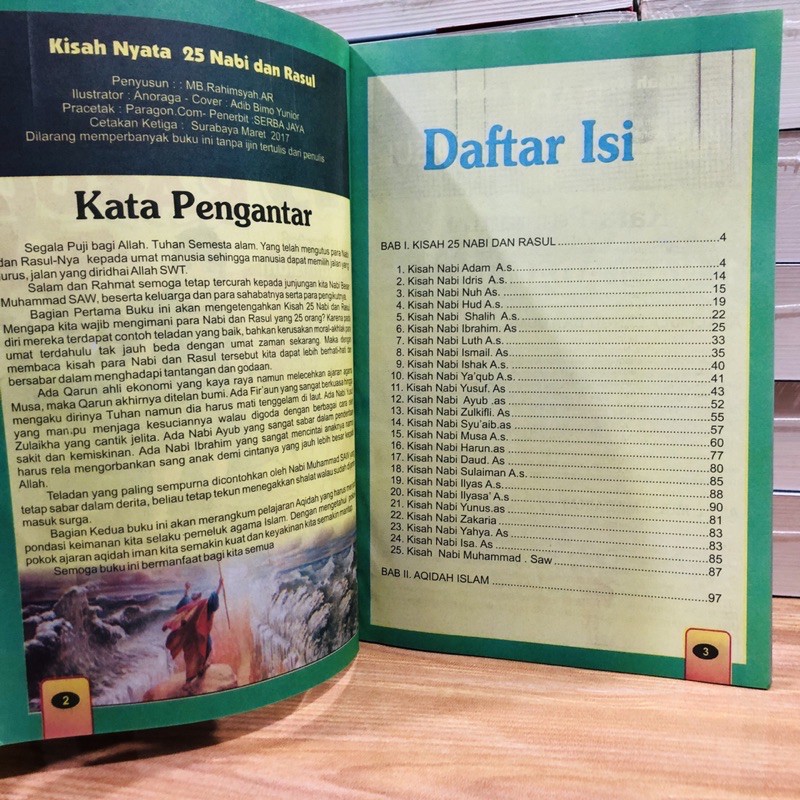 Kisah Nyata 25 Nabi dan Rasul
Penyusun : : MB.Rahimsyah.AR
Ilustrator : Anoraga - Cover : Adib Bimo Yunior
Pracetak : Paragon.Com- Penerbit :SERBA JAYA
Cetakan Ketiga : Surabaya Maret 2017
Dilarang memperbanyak buku ini tanpa ijin tertulis dari penulis
Kata Pengantar
Segala Puji bagi Allah. Tuhan Semesta alam. Yang telah mengutus para Nabi
dan Rasul-Nya kepada umat manusia sehingga manusia dapat memilih jalan yang
urus, jalan yang diridhai Allah SWT.
Salam dan Rahmat semoga tetap tercurah kepada junjungan kita Nabi Besar
Muhammad SAW, beserta keluarga dan para sahabatnya serta para pengikutnya.
Bagian Pertama Buku ini akan mengetengahkan Kisah 25 Nabi dan Rasul
Mengapa kita wajib mengimani para Nabi dan Rasul yang 25 orang? Karena pada
diri mereka terdapat contoh teladan yang baik, bahkan kerusakan moral-akhlak para
umat terdahulu tak jauh beda dengan umat zaman sekarang. Maka dengan
membaca kisah para Nabi dan Rasul tersebut kita dapat lebih berhati-hati dan
bersabar dalam menghadapi tantangan dan godaan.
Ada Qarun ahli ekonomi yang kaya raya namun melecehkan ajaran agama
Musa, maka Qarun akhirnya ditelan bumi. Ada Fir'aun yang sangat berkuasa hingga
mengaku dirinya Tuhan namun dia harus mati tenggelam di laut. Ada Nabi Yusuf
yang man.pu menjaga kesuciannya walau digoda dengan berbagai cara oleh
Zulaikha yang cantik jelita. Ada Nabi Ayub yang sangat sabar dalam penderitaan
sakit dan kemiskinan. Ada Nabi Ibrahim yang sangat mencintai anaknya namun
harus rela mengorbankan sang anak demi cintanya yang jauh lebih besar kepada
Allah.
Teladan yang paling sempurna dicontohkan oleh Nabi Muhammad SAW yang
tetap sabar dalam derita, beliau tetap tekun menegakkan shalat walau sudah dijamin
masuk surga.
Bagian Kedua buku ini akan merangkum pelajaran Aqidah yang harus menjadi
pondasi keimanan kita selaku pemeluk agama Islam. Dengan mengetahui pokok
pokok ajaran aqidah iman kita semakin kuat dan keyakinan kita semakin mantap
Semoga buku ini bermanfaat bagi kita semua
2
Daftar Isi
BAB I. KISAH 25 NABI DAN RASUL ........ 4
1. Kisah Nabi Adam A.s. ........ 4
2. Kisah Nabi Idris A.s. ........ 14
3. Kisah Nabi Nuh As. ........ 15
4. Kisah Nabi Hud A.s. ........ 19
5. Kisah Nabi Shalih A.s. ........ 22
6. Kisah Nabi Ibrahim. As ........ 25
7. Kisah Nabi Luth A.s. ........ 33
8. Kisah Nabi Ismail. As ........ 35
9. Kisah Nabi Ishak A.s. ........ 40
10. Kisah Nabi Ya'qub A.s. ........ 41
11. Kisah Nabi Yusuf. As ........ 43
12. Kisah Nabi Ayub .as ........ 52
13. Kisah Nabi Zulkifli. As ........ 55
14. Kisah Nabi Syu'aib.as ........ 57
15. Kisah Nabi Musa A.s. ........ 60
16. Kisah Nabi Harun.as ........ 77
17. Kisah Nabi Daud. As ........ 80
18. Kisah Nabi Sulaiman A.s. ........ 85
19. Kisah Nabi Ilyas A.s ........ 88
20. Kisah Nabi Ilyasa' A.s ........ 90
21. Kisah Nabi Yunus.as ........ 81
22. Kisah Nabi Zakaria ........ 83
23. Kisah Nabi Yahya. As ........ 83
24. Kisah Nabi Isa. As ........ 85
25. Kisah Nabi Muhammad . Saw ........ 87
BAB II. AQIDAH ISLAM ........ 97
3